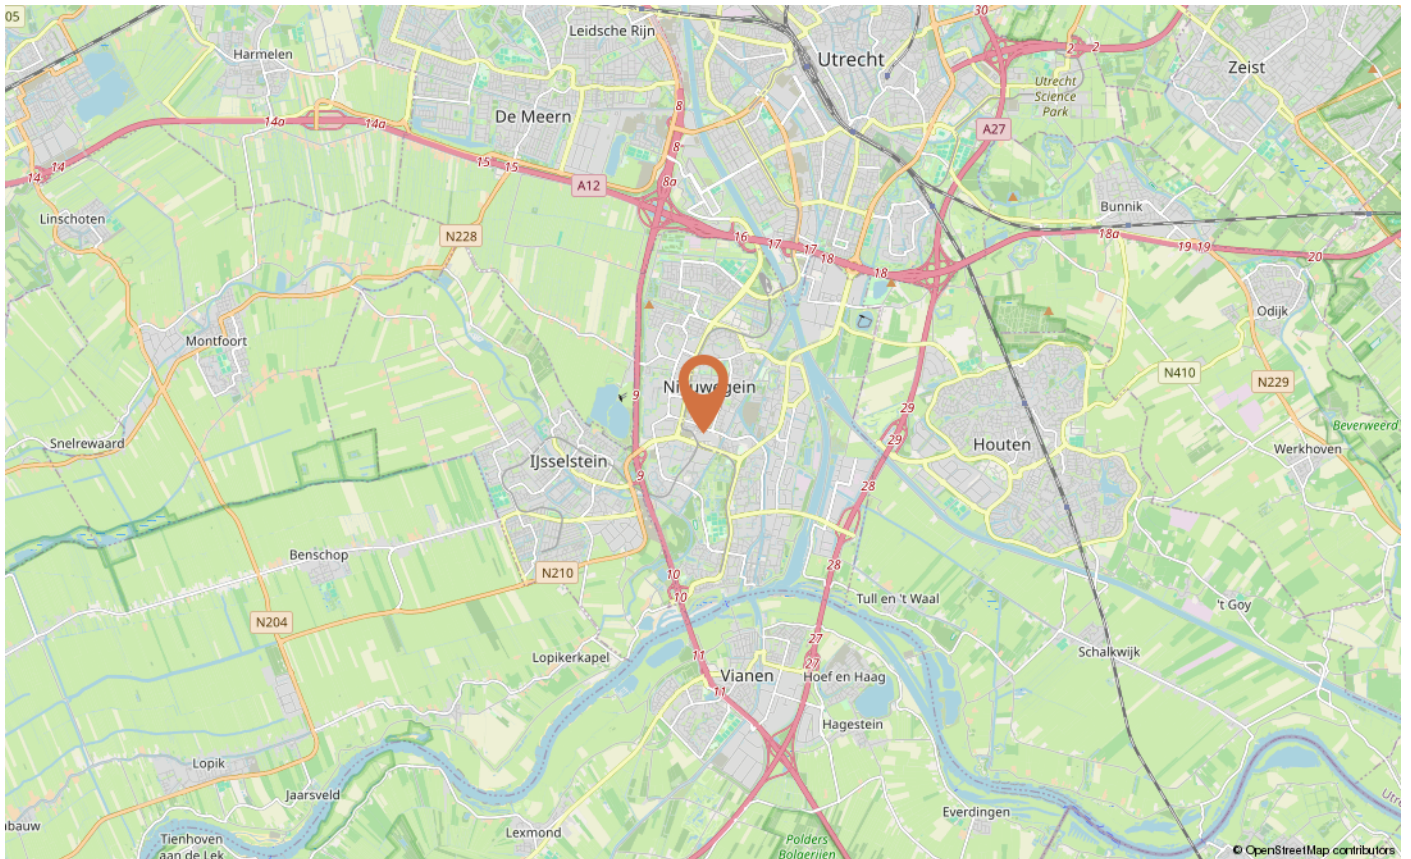 05
Harmelen
Leidsche Rijn
Utrecht
30
2
2
Zeist
Utrecht
Science
Park
De Meern
8
14a
14a
A27
8
14
14
15
15
A12
8a
Linschoten
N228
Bunnik
16
17
17
18
18a
19
19
20
18
Montfoort
Odijk
N410
N229
Nieuwegein
9
29
29
Beverweerd
Snelrewaard
Houten
Werkhoven
IJsselstein
9
28
Benschop
N210
10
10
28
Tull en 't Waal
't Goy
N204
27
Schalkwijk
Lopikerkapel
11
27
Vianen
Hoef en Haag
11
Hagestein
Lopik
Jaarsveld
Everdingen
Lexmond
Tienhoven
aan de Lek
Polders
© OpenStreetMap contributors